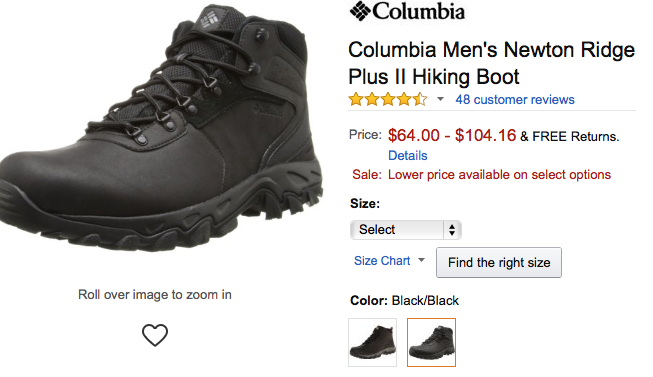 Columbia
Columbia
Columbia Men's Newton Ridge
Plus II Hiking Boot
48 customer reviews
Price: $64.00 - $104.16 & FREE Returns.
Details
Sale: Lower price available on select options
Size:
Select
Size Chart
Find the right size
Color: Black/Black
Roll over image to zoom in